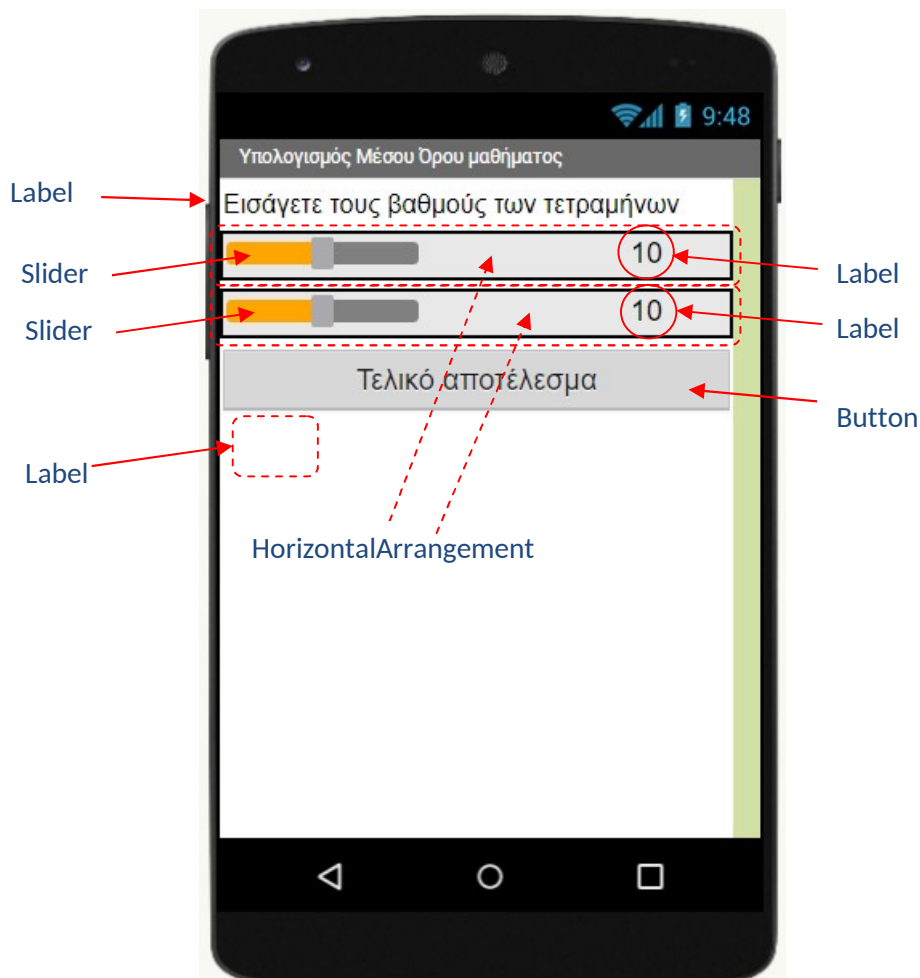 9:48
Υπολογισμός Μέσου Όρου μαθήματος
Label
Εισάγετε τους βαθμούς των τετραμήνων
Slider
10
Label
Slider
10
Label
Τελικό αποτέλεσμα
Button
Label
HorizontalArrangement